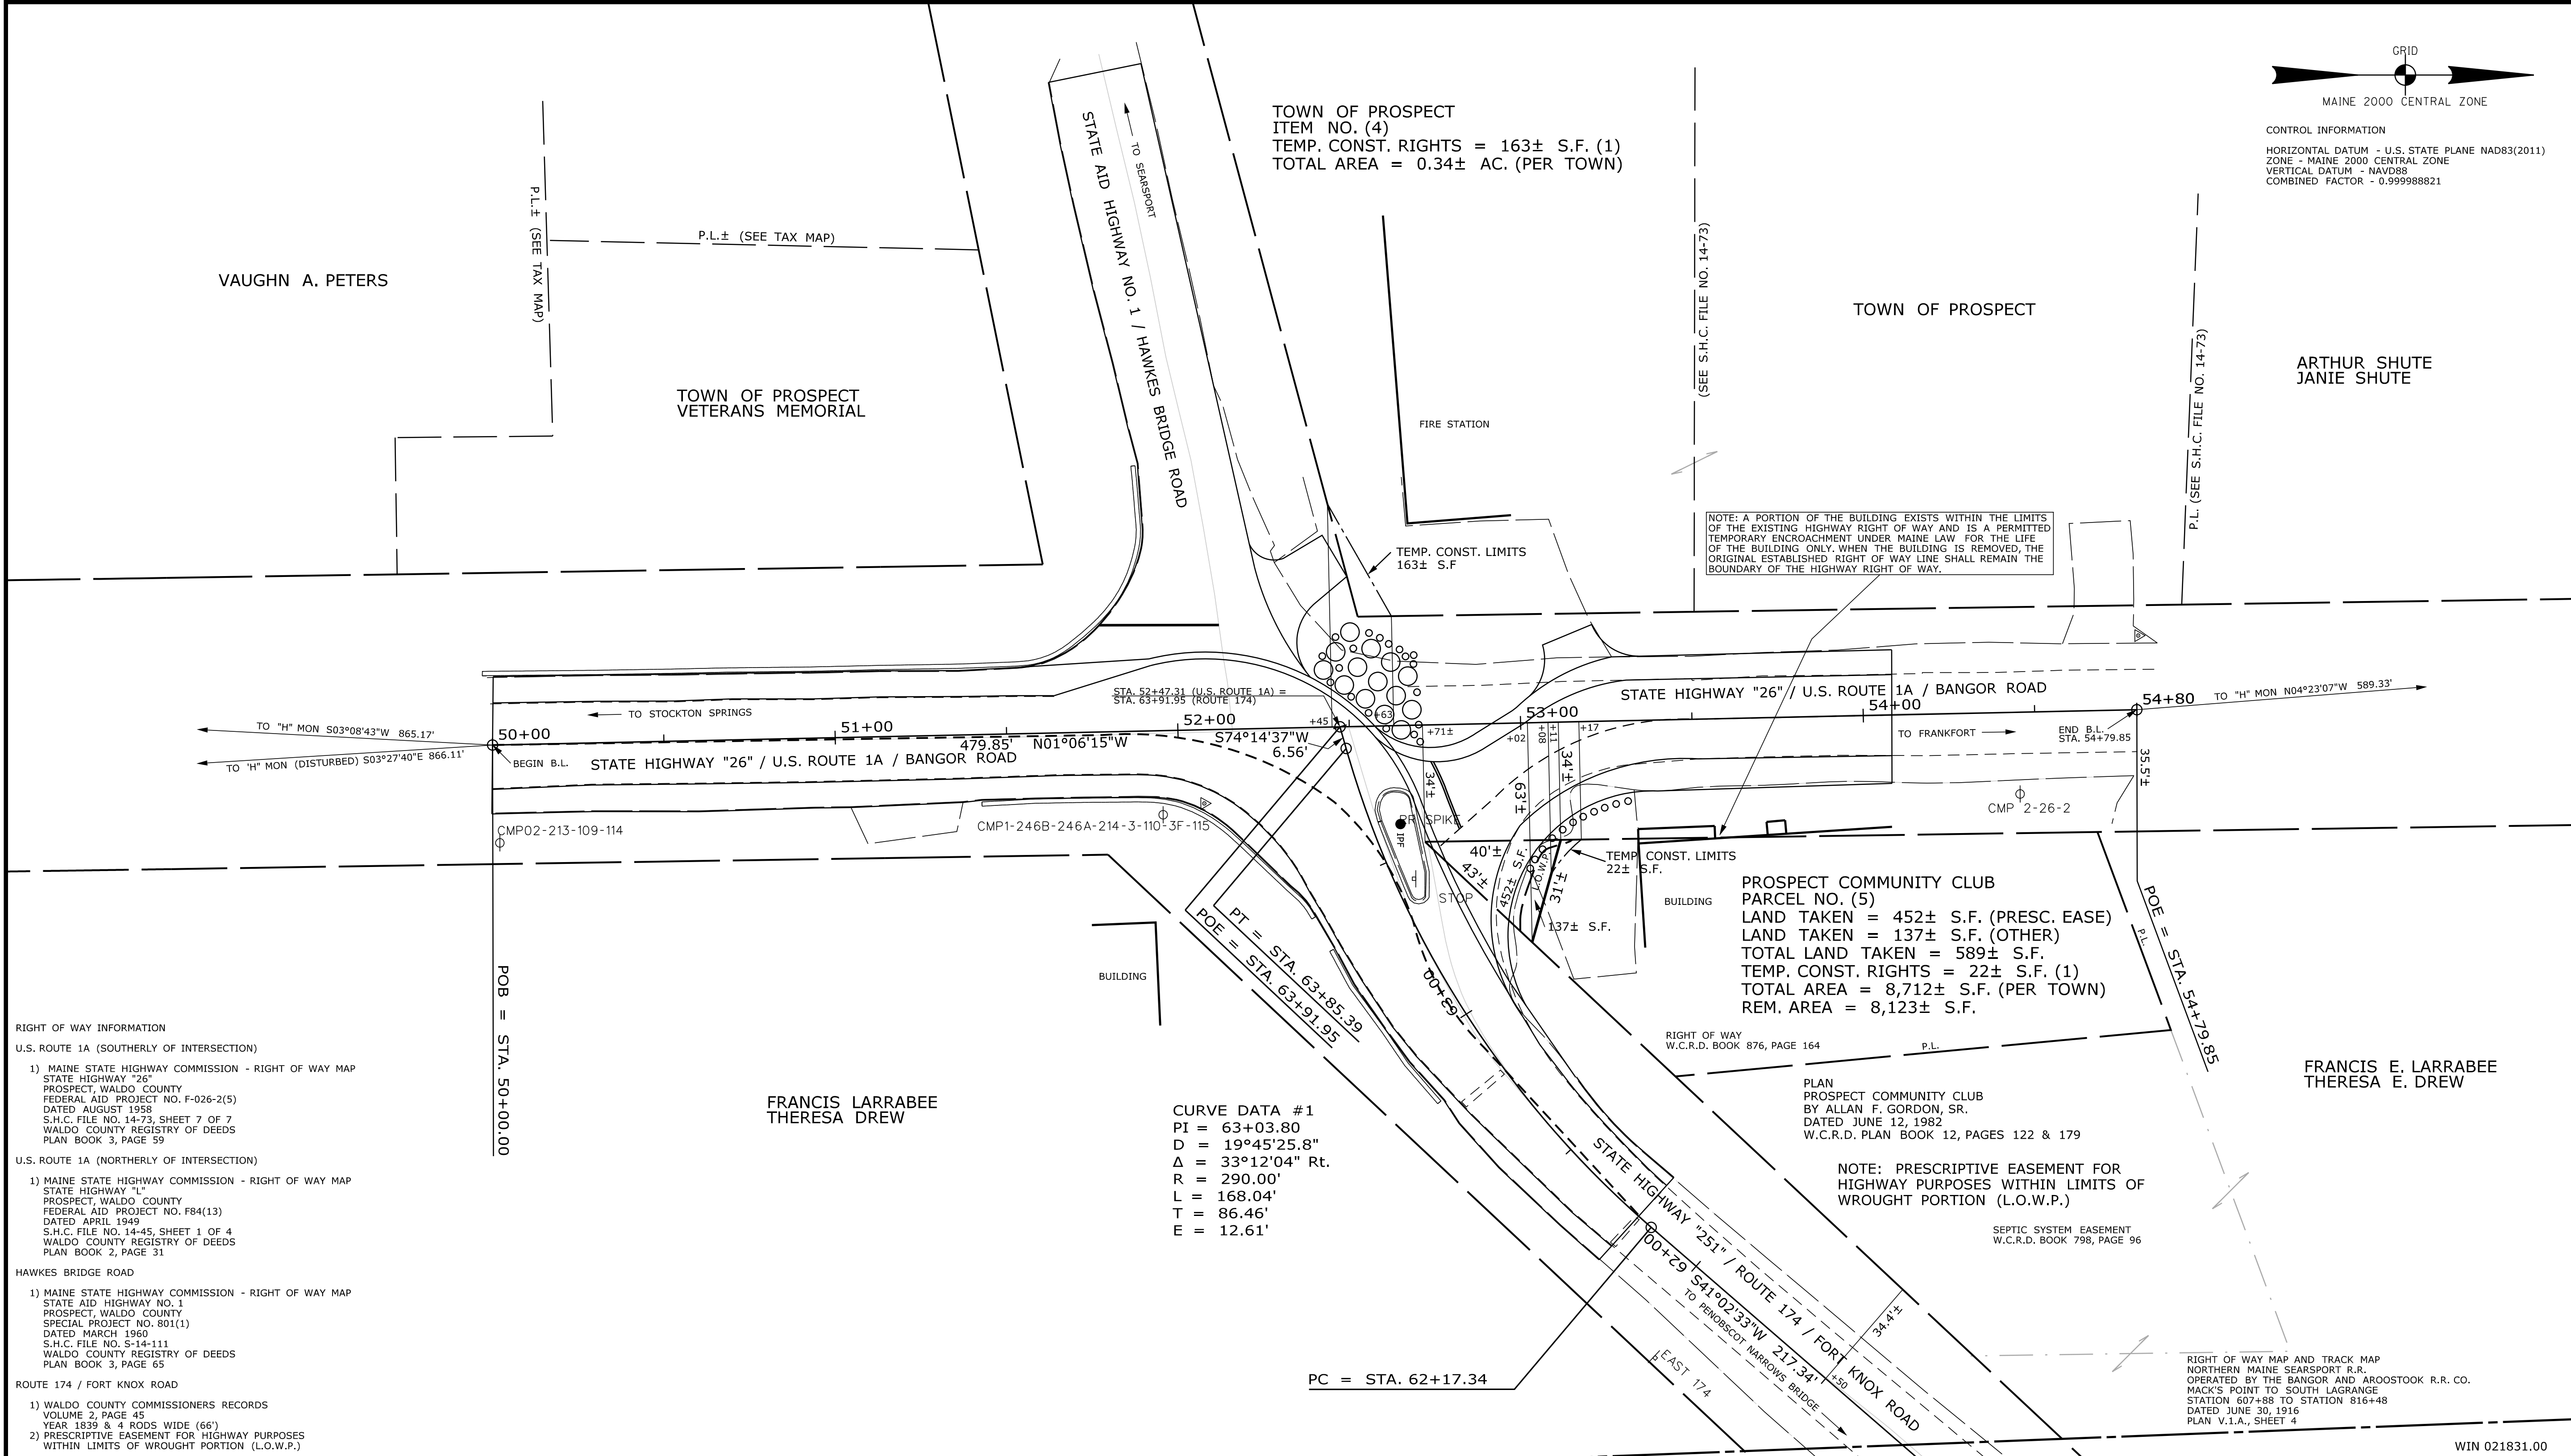 GRID
MAINE 2000 CENTRAL ZONE
CONTROL INFORMATION
HORIZONTAL DATUM - U.S. STATE PLANE NAD83(2011)
ZONE - MAINE 2000 CENTRAL ZONE
VERTICAL DATUM - NAVD88
COMBINED FACTOR - 0.999988821
TOWN OF PROSPECT
ITEM NO. (4)
TEMP. CONST. RIGHTS = 163± S.F. (1)
TOTAL AREA = 0.34± AC. (PER TOWN)
STATE AID HIGHWAY NO. 1 / HAWKES BRIDGE ROAD
TO SEARSPORT
P.L.± (SEE TAX MAP)
P.L.± (SEE TAX MAP)
VAUGHN A. PETERS
TOWN OF PROSPECT
VETERANS MEMORIAL
(SEE S.H.C. FILE NO. 14-73)
TOWN OF PROSPECT
P.L. (SEE S.H.C. FILE NO. 14-73)
ARTHUR SHUTE
JANIE SHUTE
FIRE STATION
NOTE: A PORTION OF THE BUILDING EXISTS WITHIN THE LIMITS
OF THE EXISTING HIGHWAY RIGHT OF WAY AND IS A PERMITTED
TEMPORARY ENCROACHMENT UNDER MAINE LAW FOR THE LIFE
OF THE BUILDING ONLY. WHEN THE BUILDING IS REMOVED, THE
ORIGINAL ESTABLISHED RIGHT OF WAY LINE SHALL REMAIN THE
BOUNDARY OF THE HIGHWAY RIGHT OF WAY.
TEMP. CONST. LIMITS
163± S.F
STA. 52+47.31 (U.S. ROUTE 1A) =
STA. 63+91.95 (ROUTE 174)
STATE HIGHWAY "26" / U.S. ROUTE 1A / BANGOR ROAD
TO "H" MON N04°23'07"W 589.33'
TO STOCKTON SPRINGS
TO "H" MON S03°08'43"W 865.17'
TO 'H" MON (DISTURBED) S03°27'40"E 866.11'
50+00
51+00
52+00
+45
+63
53+00
54+00
54+80
BEGIN B.L.
479.85' N01°06'15"W
S74°14'37"W
6.56'
+71±
+02
+08
+11
+17
TO FRANKFORT
END B.L.
STA. 54+79.85
STATE HIGHWAY "26" / U.S. ROUTE 1A / BANGOR ROAD
34'±
63'±
34'±
35.5'±
CMP02-213-109-114
CMP1-246B-246A-214-3-110-3F-115
RR SPIKE
IPF
CMP 2-26-2
40'±
43'±
452± S.F.
L.O.W.P.
31'±
TEMP. CONST. LIMITS
22± S.F.
STOP
137± S.F.
BUILDING
BUILDING
PROSPECT COMMUNITY CLUB
PARCEL NO. (5)
LAND TAKEN = 452± S.F. (PRESC. EASE)
LAND TAKEN = 137± S.F. (OTHER)
TOTAL LAND TAKEN = 589± S.F.
TEMP. CONST. RIGHTS = 22± S.F. (1)
TOTAL AREA = 8,712± S.F. (PER TOWN)
REM. AREA = 8,123± S.F.
P.L.
POE = STA. 54+79.85
POB = STA. 50+00.00
PT = STA. 63+85.39
POE = STA. 63+91.95
63+00
RIGHT OF WAY
W.C.R.D. BOOK 876, PAGE 164
P.L.
FRANCIS E. LARRABEE
THERESA E. DREW
FRANCIS LARRABEE
THERESA DREW
PLAN
PROSPECT COMMUNITY CLUB
BY ALLAN F. GORDON, SR.
DATED JUNE 12, 1982
W.C.R.D. PLAN BOOK 12, PAGES 122 & 179
NOTE: PRESCRIPTIVE EASEMENT FOR
HIGHWAY PURPOSES WITHIN LIMITS OF
WROUGHT PORTION (L.O.W.P.)
SEPTIC SYSTEM EASEMENT
W.C.R.D. BOOK 798, PAGE 96
CURVE DATA #1
PI = 63+03.80
D = 19°45'25.8"
Δ = 33°12'04" Rt.
R = 290.00'
L = 168.04'
T = 86.46'
E = 12.61'
STATE HIGHWAY "251" / ROUTE 174 / FORT KNOX ROAD
62+00
S41°02'33"W 217.34'
TO PENOBSCOT NARROWS BRIDGE
34.4'±
+50
EAST 174
PC = STA. 62+17.34
RIGHT OF WAY INFORMATION
U.S. ROUTE 1A (SOUTHERLY OF INTERSECTION)
1) MAINE STATE HIGHWAY COMMISSION - RIGHT OF WAY MAP
STATE HIGHWAY "26"
PROSPECT, WALDO COUNTY
FEDERAL AID PROJECT NO. F-026-2(5)
DATED AUGUST 1958
S.H.C. FILE NO. 14-73, SHEET 7 OF 7
WALDO COUNTY REGISTRY OF DEEDS
PLAN BOOK 3, PAGE 59
U.S. ROUTE 1A (NORTHERLY OF INTERSECTION)
1) MAINE STATE HIGHWAY COMMISSION - RIGHT OF WAY MAP
STATE HIGHWAY "L"
PROSPECT, WALDO COUNTY
FEDERAL AID PROJECT NO. F84(13)
DATED APRIL 1949
S.H.C. FILE NO. 14-45, SHEET 1 OF 4
WALDO COUNTY REGISTRY OF DEEDS
PLAN BOOK 2, PAGE 31
HAWKES BRIDGE ROAD
1) MAINE STATE HIGHWAY COMMISSION - RIGHT OF WAY MAP
STATE AID HIGHWAY NO. 1
PROSPECT, WALDO COUNTY
SPECIAL PROJECT NO. 801(1)
DATED MARCH 1960
S.H.C. FILE NO. S-14-111
WALDO COUNTY REGISTRY OF DEEDS
PLAN BOOK 3, PAGE 65
ROUTE 174 / FORT KNOX ROAD
1) WALDO COUNTY COMMISSIONERS RECORDS
VOLUME 2, PAGE 45
YEAR 1839 & 4 RODS WIDE (66')
2) PRESCRIPTIVE EASEMENT FOR HIGHWAY PURPOSES
WITHIN LIMITS OF WROUGHT PORTION (L.O.W.P.)
RIGHT OF WAY MAP AND TRACK MAP
NORTHERN MAINE SEARSPORT R.R.
OPERATED BY THE BANGOR AND AROOSTOOK R.R. CO.
MACK'S POINT TO SOUTH LAGRANGE
STATION 607+88 TO STATION 816+48
DATED JUNE 30, 1916
PLAN V.1.A., SHEET 4
WIN 021831.00